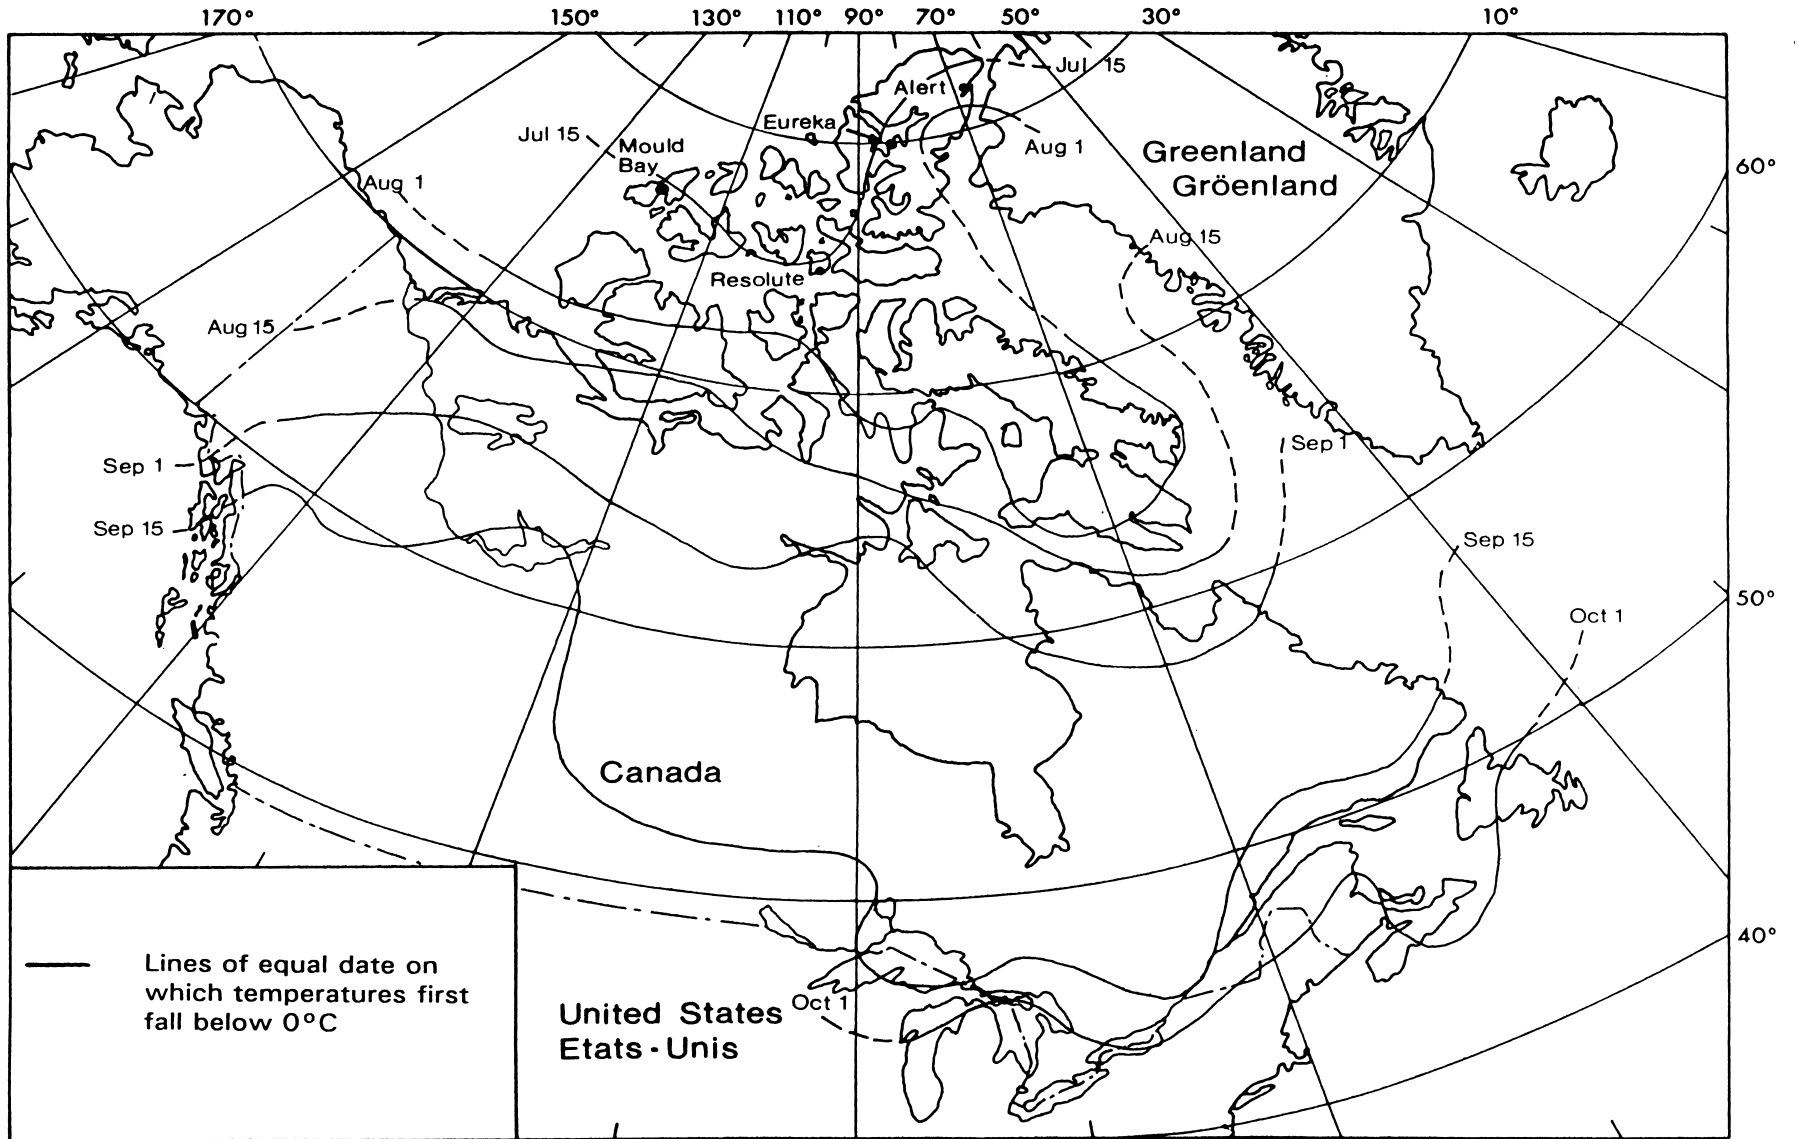 170° 150° 130° 110° 90° 70° 50° 30° 10°
Jul 15
Alert
Eureka
Jul 15
Mould
Bay
Aug 1
Greenland
Gröenland
60°
Aug 1
Aug 15
Resolute
Aug 15
Sep 1
Sep 1
Sep 15
Sep 15
50°
Oct 1
Canada
40°
Lines of equal date on
which temperatures first
fall below 0°C
Oct 1
United States
Etats - Unis